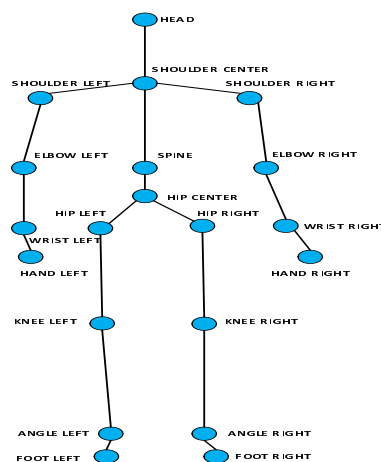 HEAD
SHOULDER CENTER
SHOULDER LEFT
SHOULDER RIGHT
ELBOW LEFT
SPINE
ELBOW RIGHT
HIP CENTER
HIP LEFT
HIP RIGHT
WRIST LEFT
WRIST RIGHT
HAND LEFT
HAND RIGHT
KNEE LEFT
KNEE RIGHT
ANGLE LEFT
ANGLE RIGHT
FOOT LEFT
FOOT RIGHT